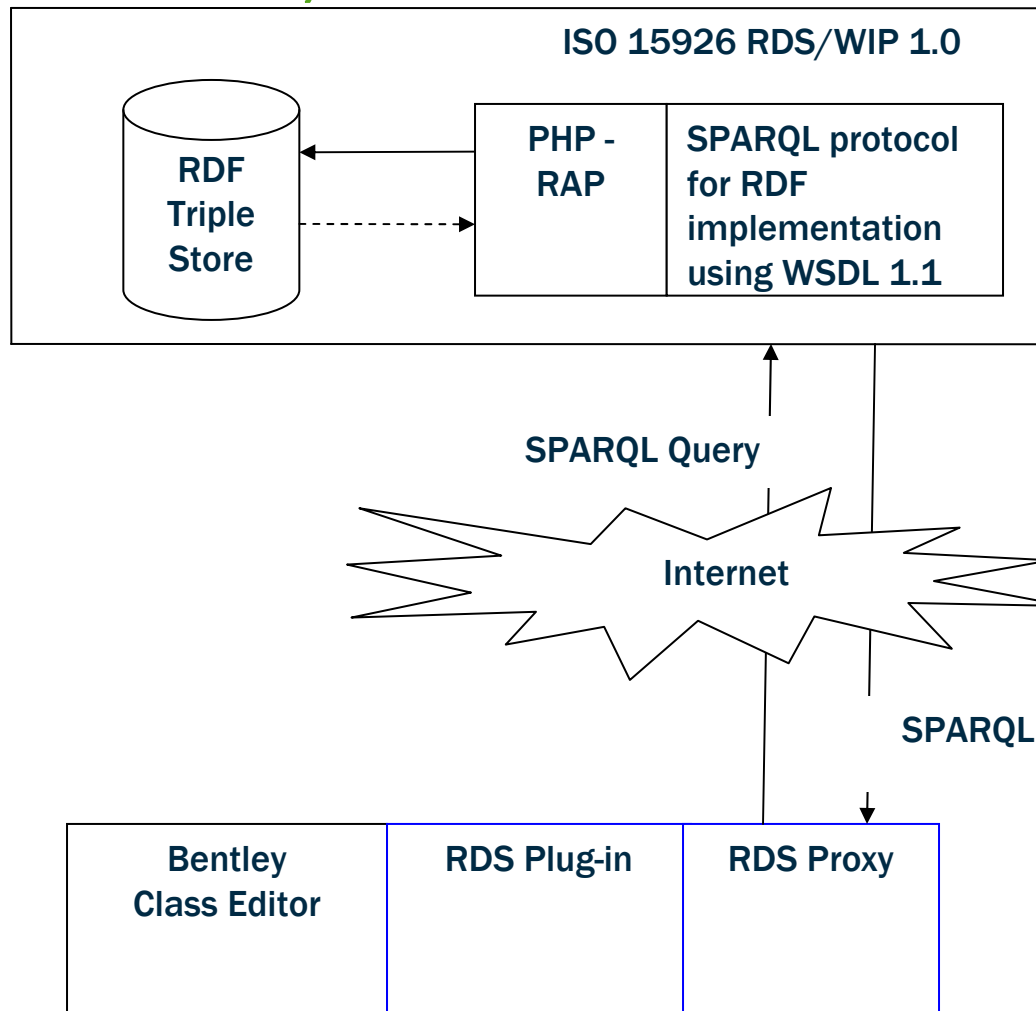 ISO 15926 RDS/WIP 1.0
RDF
Triple
Store
PHP -
RAP
SPARQL protocol
for RDF
implementation
using WSDL 1.1
SPARQL Query
Internet
SPARQL
Bentley
Class Editor
RDS Plug-in
RDS Proxy